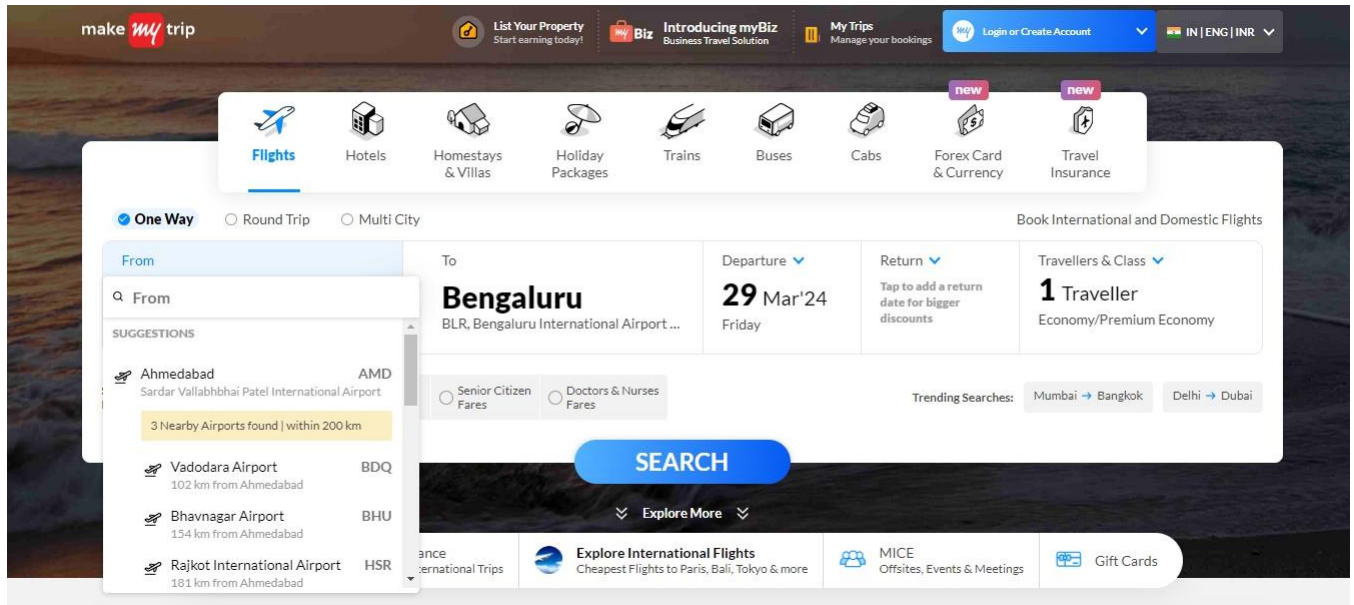 make my trip
List Your Property
Start earning today!
my Biz
Introducing myBiz
Business Travel Solution
My Trips
Manage your bookings
my
Login or Create Account
IN | ENG | INR
new
new
Flights
Hotels
Homestays
& Villas
Holiday
Packages
Trains
Buses
Cabs
Forex Card
& Currency
Travel
Insurance
One Way
Round Trip
Multi City
Book International and Domestic Flights
From
To
Departure
Return
Travellers & Class
From
Bengaluru
BLR, Bengaluru International Airport ...
29 Mar'24
Friday
Tap to add a return
date for bigger
discounts
1 Traveller
Economy/Premium Economy
SUGGESTIONS
Ahmedabad AMD
Sardar Vallabhbhai Patel International Airport
3 Nearby Airports found | within 200 km
Vadodara Airport BDQ
102 km from Ahmedabad
Bhavnagar Airport BHU
154 km from Ahmedabad
Rajkot International Airport HSR
181 km from Ahmedabad
Senior Citizen
Fares
Doctors & Nurses
Fares
Trending Searches:
Mumbai → Bangkok
Delhi → Dubai
SEARCH
Explore More
ance
ternational Trips
Explore International Flights
Cheapest Flights to Paris, Bali, Tokyo & more
MICE
Offsites, Events & Meetings
Gift Cards